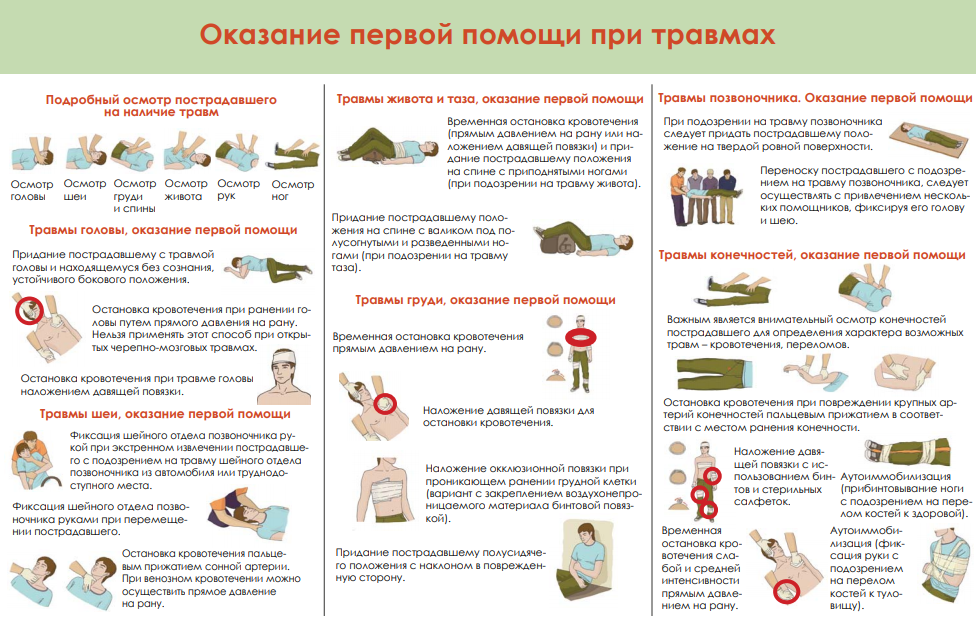 Оказание первой помощи при травмах
Подробный осмотр пострадавшего
на наличие травм
Осмотр
головы
Осмотр
шеи
Осмотр
груди
и спины
Осмотр
живота
Осмотр
рук
Осмотр
ног
Травмы головы, оказание первой помощи
Придание пострадавшему с травмой
головы и находящемуся без сознания,
устойчивого бокового положения.
Остановка кровотечения при ранении го-
ловы путем прямого давления на рану.
Нельзя применять этот способ при откры-
тых черепно-мозговых травмах.
Остановка кровотечения при травме головы
наложением давящей повязки.
Травмы шеи, оказание первой помощи
Фиксация шейного отдела позвоночника ру-
кой при экстренном извлечении пострадавше-
го с подозрением на травму шейного отдела
позвоночника из автомобиля или труднодо-
ступного места.
Фиксация шейного отдела позво-
ночника руками при перемеще-
нии пострадавшего.
Остановка кровотечения пальце-
вым прижатием сонной артерии.
При венозном кровотечении можно
осуществить прямое давление
на рану.
Травмы живота и таза, оказание первой помощи
Временная остановка кровотечения
(прямым давлением на рану или на-
ложением давящей повязки) и при-
дание пострадавшему положения
на спине с приподнятыми ногами
(при подозрении на травму живота).
Придание пострадавшему поло-
жения на спине с валиком под по-
лусогнутыми и разведенными но-
гами (при подозрении на травму
таза).
Травмы груди, оказание первой помощи
Временная остановка кровотечения
прямым давлением на рану.
Наложение давящей повязки для
остановки кровотечения.
Наложение окклюзионной повязки при
проникающем ранении грудной клетки
(вариант с закреплением воздухонепро-
ницаемого материала бинтовой повяз-
кой).
Придание пострадавшему полусидяче-
го положения с наклоном в поврежден-
ную сторону.
Травмы позвоночника. Оказание первой помощи
При подозрении на травму позвоночника
следует придать пострадавшему поло-
жение на твердой ровной поверхности.
Переноску пострадавшего с подозре-
нием на травму позвоночника, следует
осуществлять с привлечением несколь-
ких помощников, фиксируя его голову
и шею.
Травмы конечностей, оказание первой помощи
Важным является внимательный осмотр конечностей
пострадавшего для определения характера возможных
травм – кровотечения, переломов.
Остановка кровотечения при повреждении крупных ар-
терий конечностей пальцевым прижатием в соответ-
ствии с местом ранения конечности.
Наложение давя-
щей повязки с ис-
пользованием бин-
тов и стерильных
салфеток.
Аутоиммобилизация
(прибинтовывание ноги
с подозрением на пере-
лом костей к здоровой).
Временная
остановка кро-
вотечения сла-
бой и средней
интенсивности
прямым давле-
нием на рану.
Аутоиммоби-
лизация (фик-
сация руки с
подозрением
на перелом
костей к туло-
вищу).